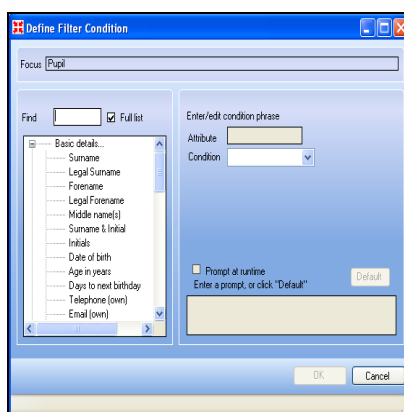 Define Filter Condition
Focus Pupil
Find
Full list
Basic details...
Surname
Legal Surname
Forename
Legal Forename
Middle name(s)
Surname & Initial
Initials
Date of birth
Age in years
Days to next birthday
Telephone (own)
Email (own)
Enter/edit condition phrase
Attribute
Condition
Prompt at runtime
Enter a prompt, or click "Default"
Default
OK
Cancel